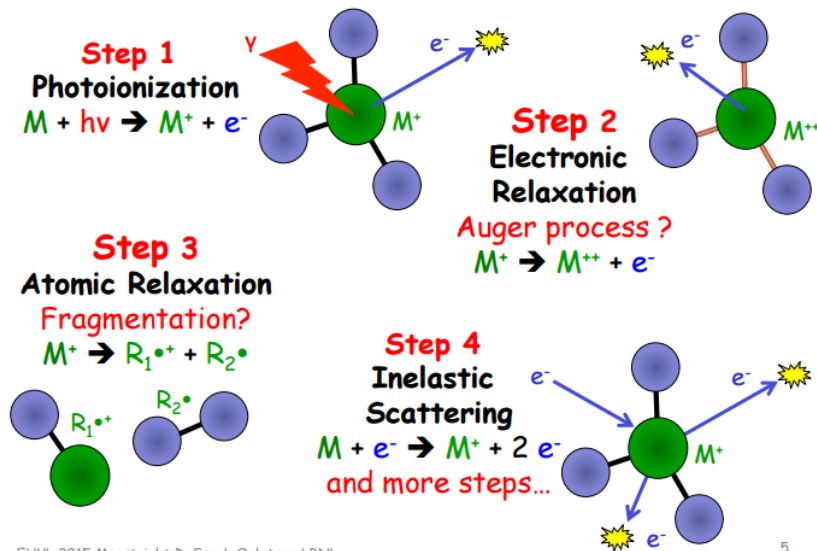 Step 1
Photoionization
M + hν ➔ M⁺ + e⁻
γ
e⁻
M⁺
Step 2
Electronic
Relaxation
Auger process ?
M⁺ ➔ M⁺⁺ + e⁻
e⁻
M⁺⁺
Step 3
Atomic Relaxation
Fragmentation?
M⁺ ➔ R₁•⁺ + R₂•
R₁•⁺
R₂•
Step 4
Inelastic
Scattering
M + e⁻ ➔ M⁺ + 2 e⁻
and more steps...
e⁻
e⁻
M⁺
e⁻
5